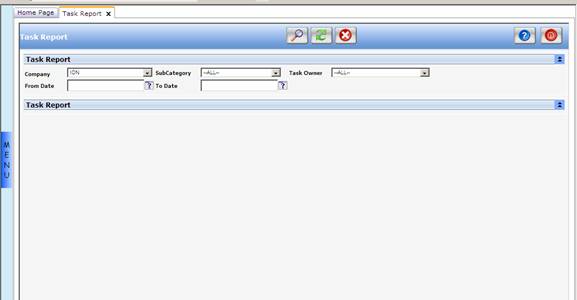 Home Page Task Report x
Task Report
Task Report
Company ION SubCategory --ALL-- Task Owner --ALL--
From Date ? To Date ?
Task Report
M
E
N
U